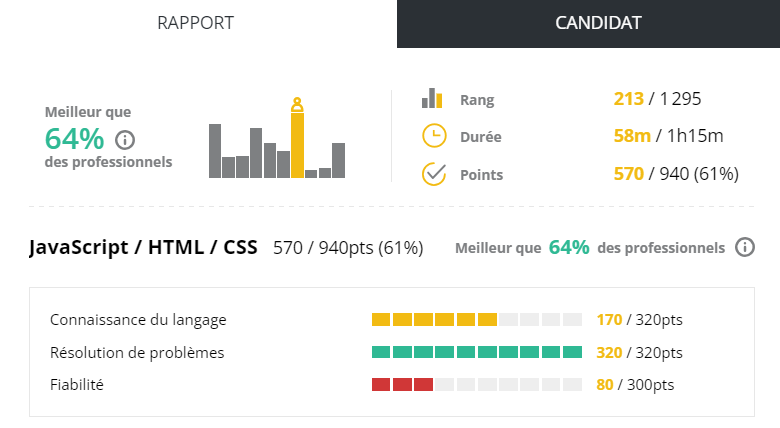 RAPPORT
CANDIDAT
Meilleur que
64%
des professionnels
Rang 213 / 1 295
Durée 58m / 1h15m
Points 570 / 940 (61%)
JavaScript / HTML / CSS 570 / 940pts (61%) Meilleur que 64% des professionnels
Connaissance du langage 170 / 320pts
Résolution de problèmes 320 / 320pts
Fiabilité 80 / 300pts